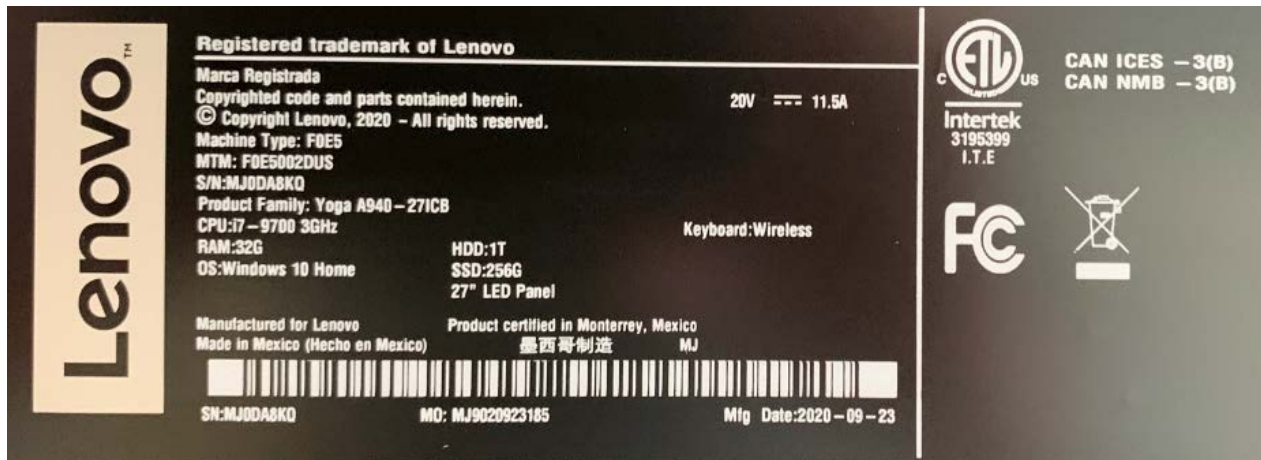 Lenovo™
Registered trademark of Lenovo
Marca Registrada
Copyrighted code and parts contained herein.
© Copyright Lenovo, 2020 - All rights reserved.
20V ⎓ 11.5A
Machine Type: F0E5
MTM: F0E5002DUS
S/N:MJ0DA8KQ
Product Family: Yoga A940-27ICB
CPU:i7-9700 3GHz
Keyboard:Wireless
RAM:32G HDD:1T
OS:Windows 10 Home SSD:256G
27" LED Panel
Manufactured for Lenovo Product certified in Monterrey, Mexico
Made in Mexico (Hecho en Mexico) 墨西哥制造 MJ
SN:MJ0DA8KQ MO: MJ9020923185 Mfg Date:2020-09-23
C ETL US
LISTED
Intertek
3195399
I.T.E
CAN ICES -3(B)
CAN NMB -3(B)
FC